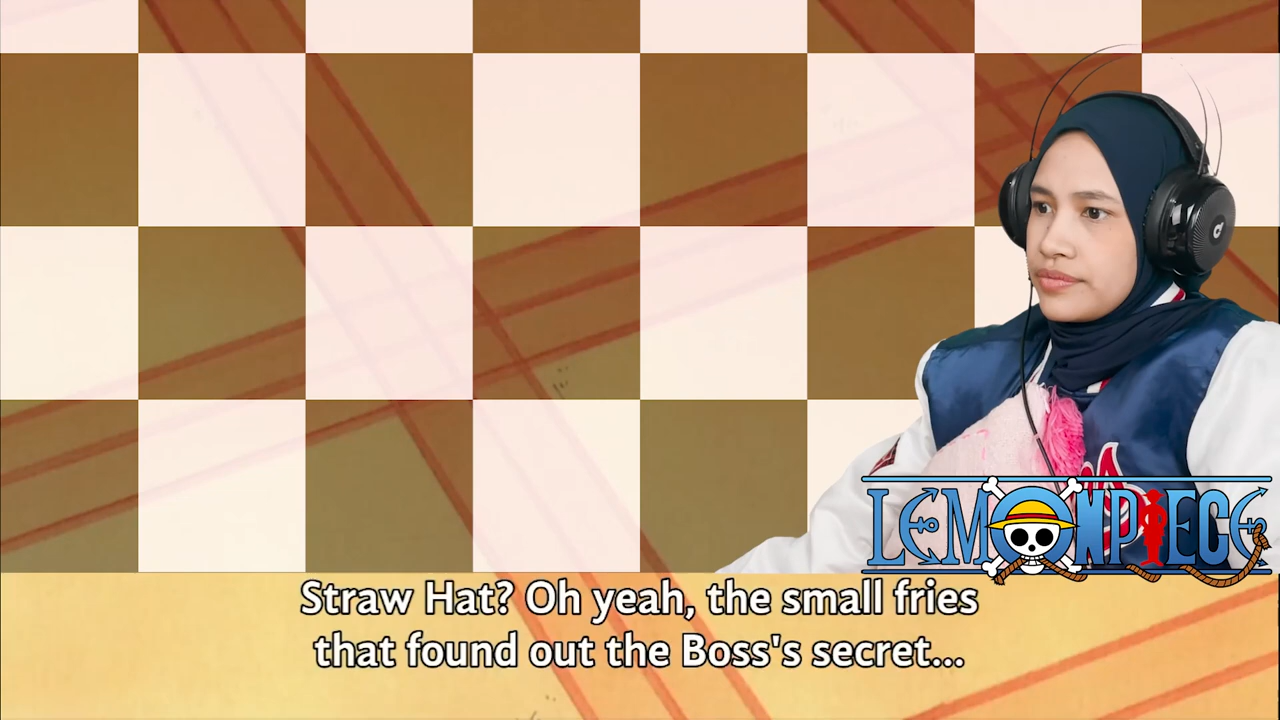 LEMONPIECE
Straw Hat? Oh yeah, the small fries
that found out the Boss's secret...